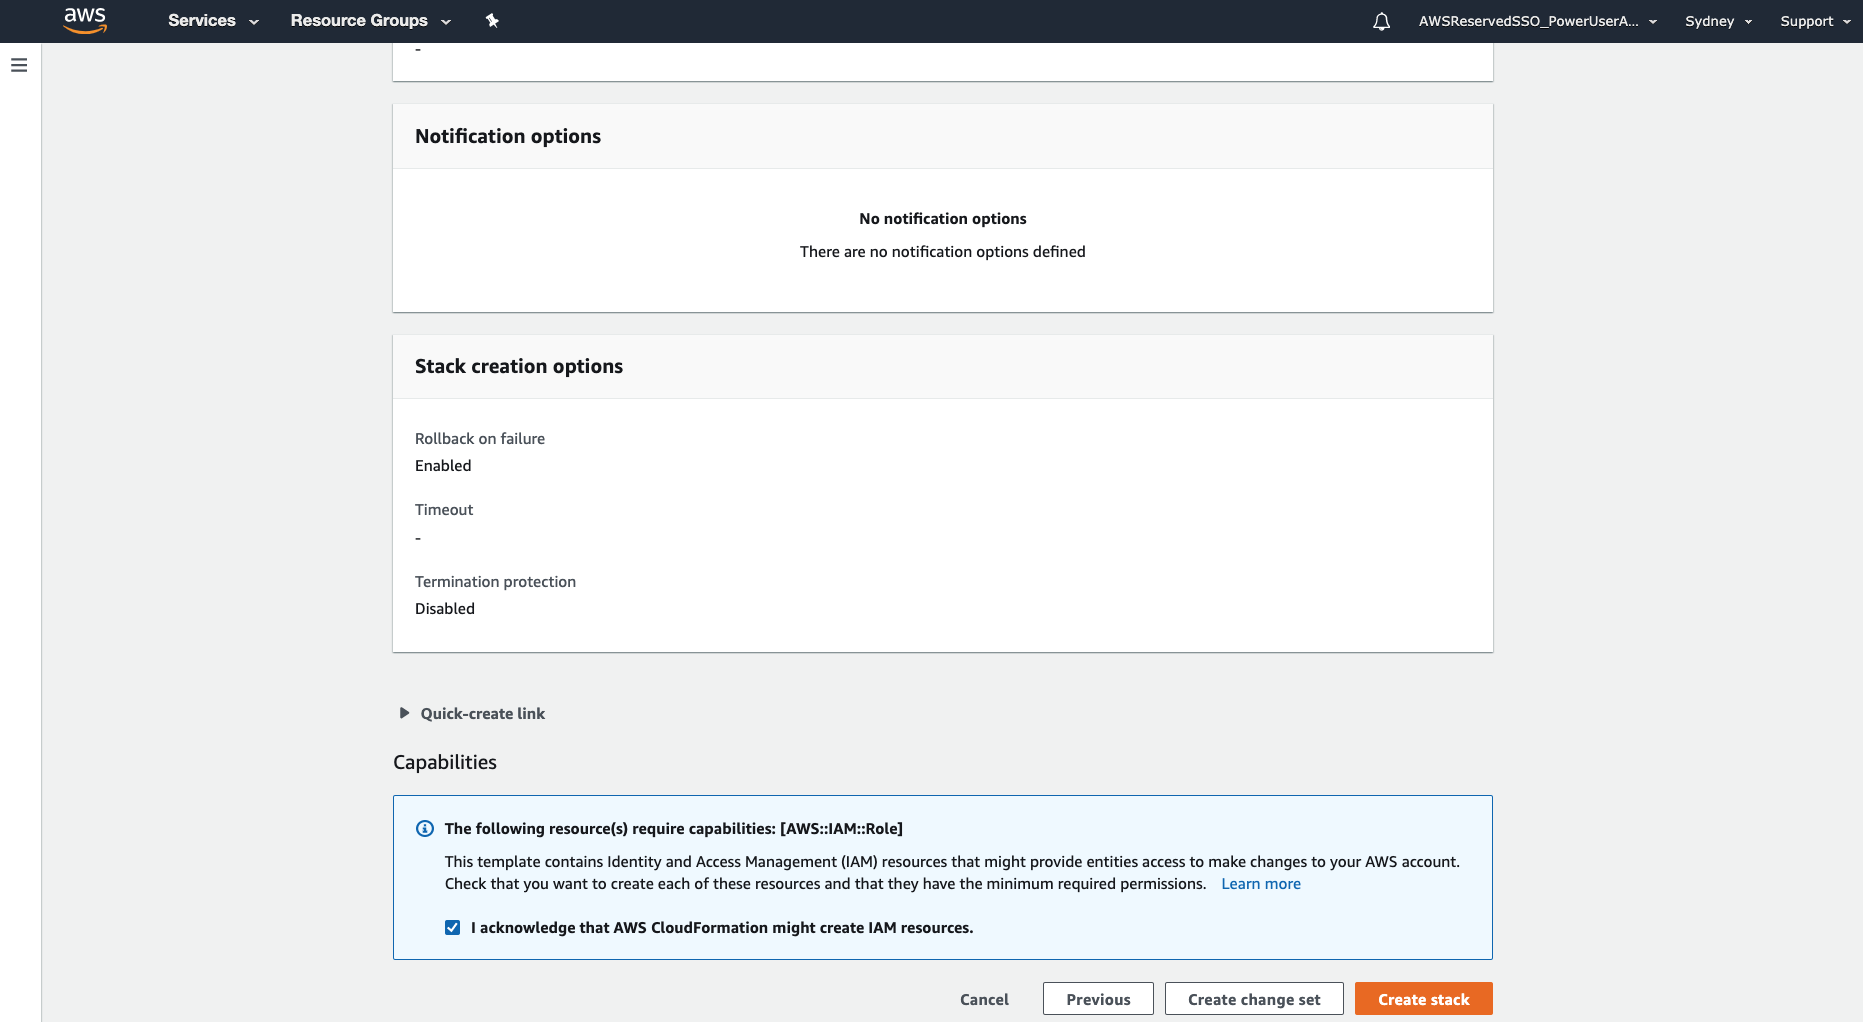 aws
Services
Resource Groups
AWSReservedSSO_PowerUserA...
Sydney
Support
-
Notification options
No notification options
There are no notification options defined
Stack creation options
Rollback on failure
Enabled
Timeout
-
Termination protection
Disabled
Quick-create link
Capabilities
The following resource(s) require capabilities: [AWS::IAM::Role]
This template contains Identity and Access Management (IAM) resources that might provide entities access to make changes to your AWS account.
Check that you want to create each of these resources and that they have the minimum required permissions. Learn more
I acknowledge that AWS CloudFormation might create IAM resources.
Cancel
Previous
Create change set
Create stack